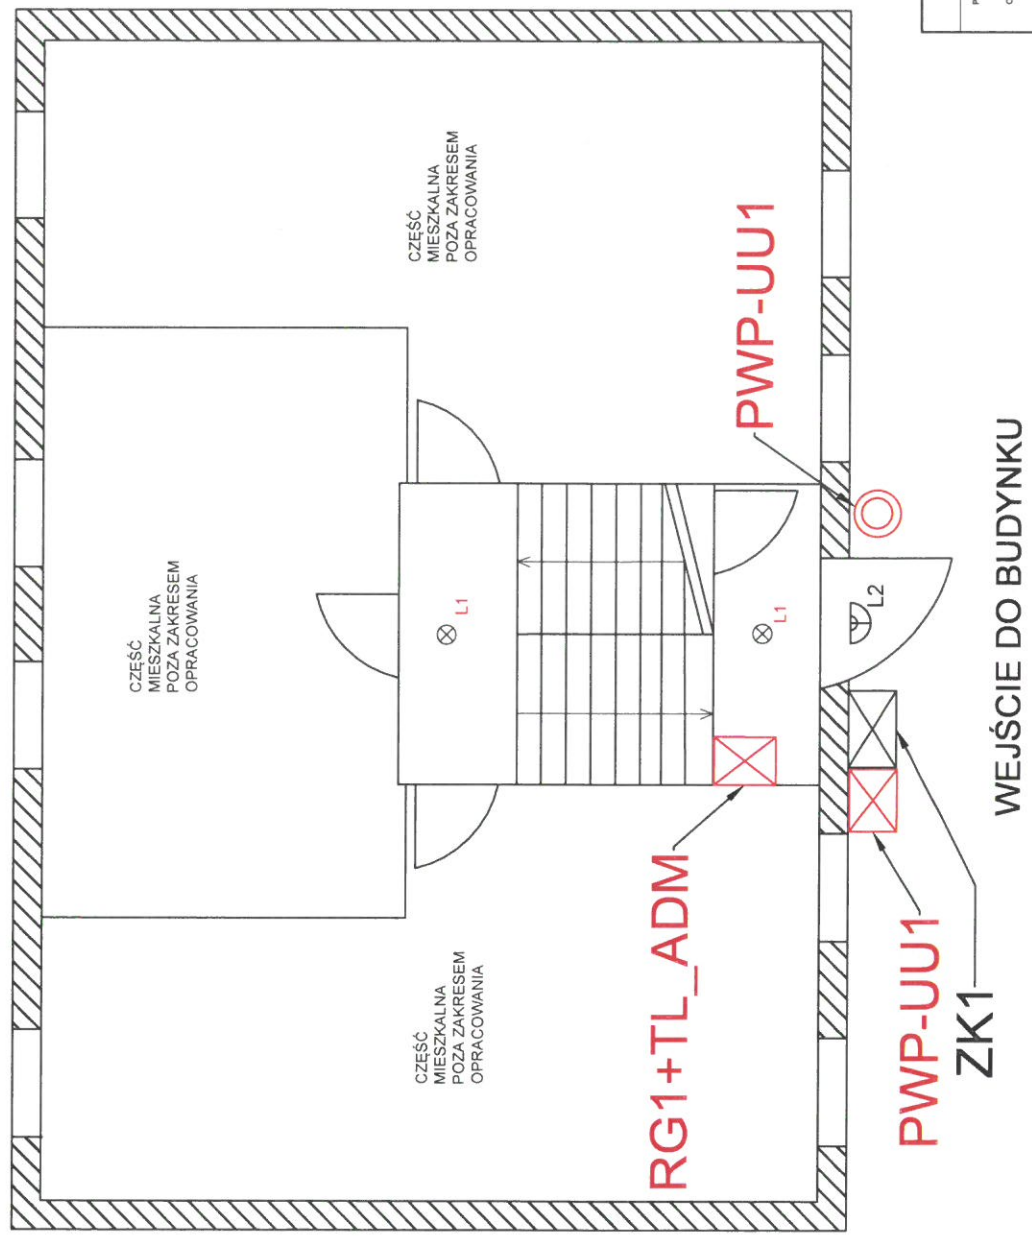 CZĘŚĆ
MIESZKALNA
POZA ZAKRESEM
OPRACOWANIA
CZĘŚĆ
MIESZKALNA
POZA ZAKRESEM
OPRACOWANIA
CZĘŚĆ
MIESZKALNA
POZA ZAKRESEM
OPRACOWANIA
L1
L1
L2
RG1+TL_ADM
PWP-UU1
PWP-UU1
ZK1
WEJŚCIE DO BUDYNKU